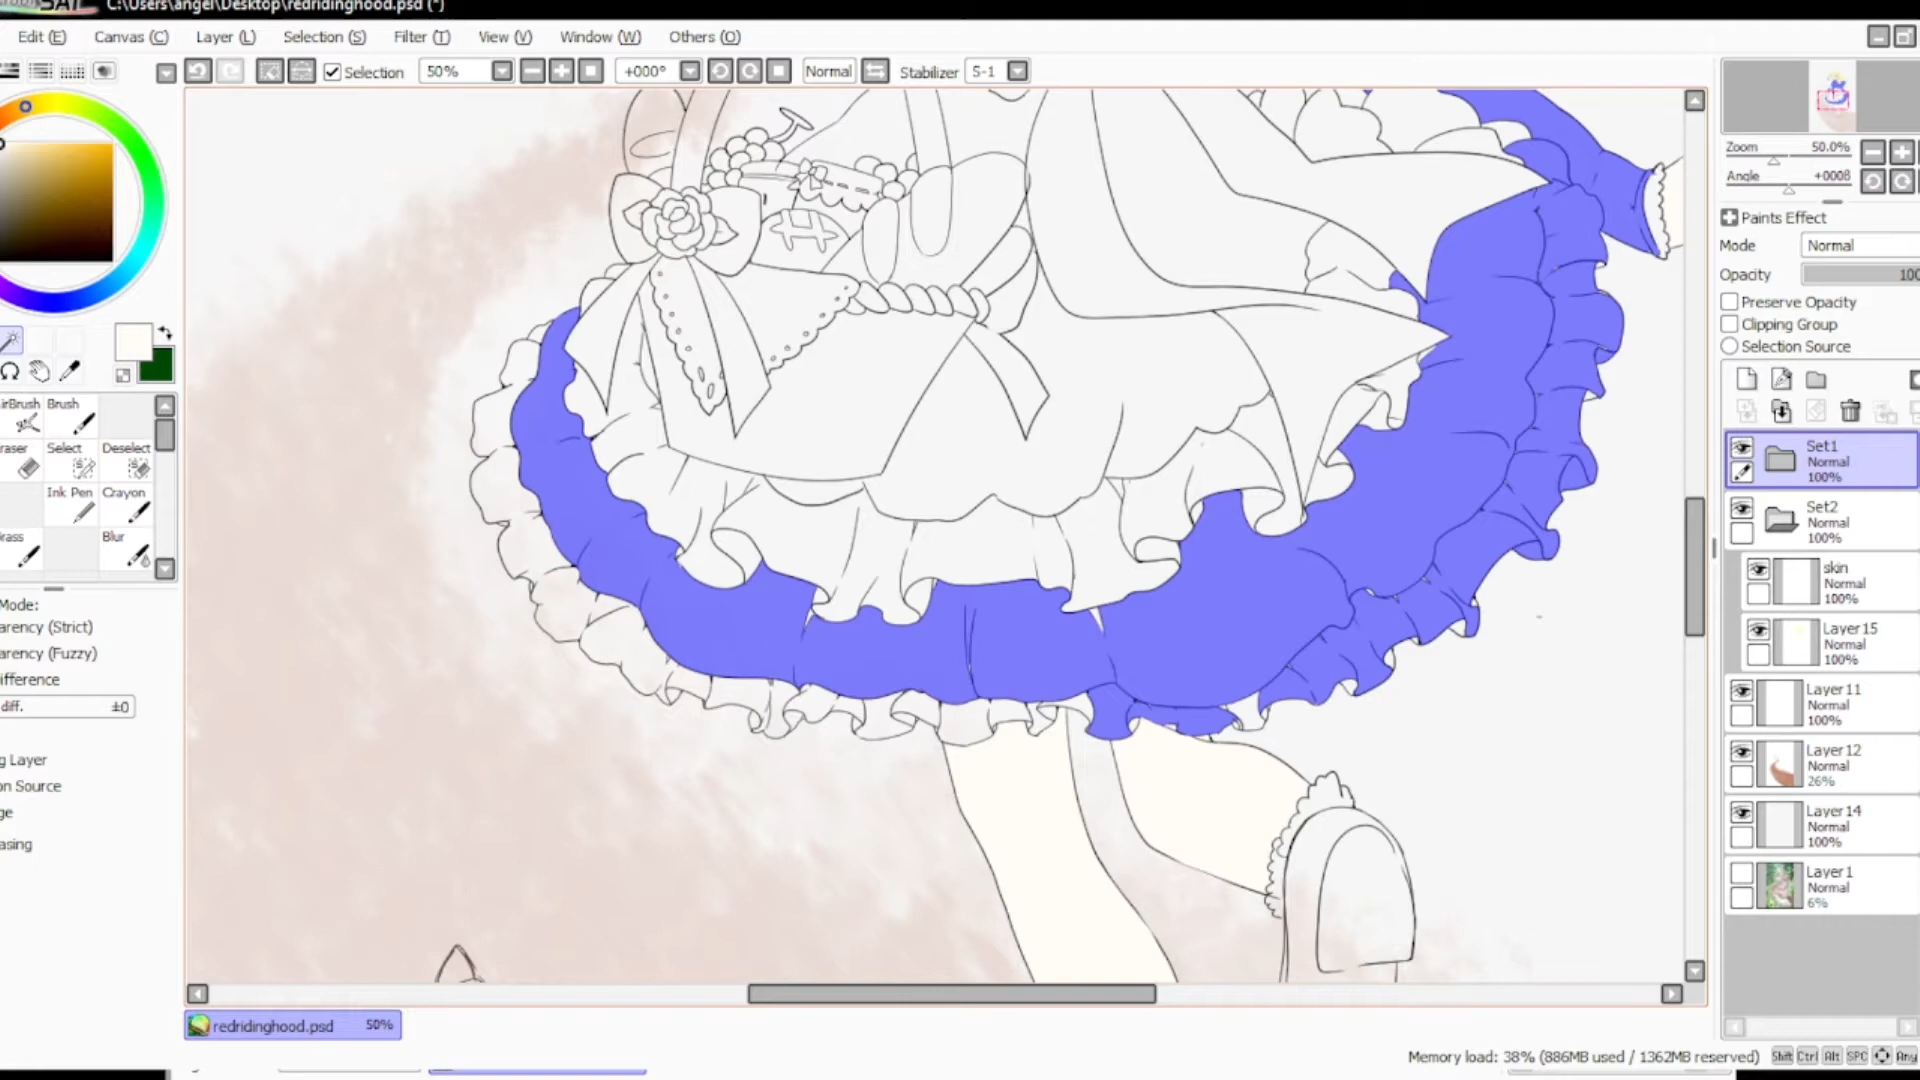 SAI C:\Users\angel\Desktop\redridinghood.psd (*)
Edit (E) Canvas (C) Layer (L) Selection (S) Filter (T) View (V) Window (W) Others (O)
Selection 50% +000° Normal Stabilizer S-1
Zoom 50.0%
Angle +0008
Paints Effect
Mode Normal
Opacity 100
Preserve Opacity
Clipping Group
Selection Source
irBrush Brush
raser Select Deselect
Ink Pen Crayon
rass Blur
Mode:
arency (Strict)
arency (Fuzzy)
ifference
diff. ±0
g Layer
on Source
ge
asing
Set1
Normal
100%
Set2
Normal
100%
skin
Normal
100%
Layer15
Normal
100%
Layer11
Normal
100%
Layer12
Normal
26%
Layer14
Normal
100%
Layer1
Normal
6%
redridinghood.psd 50%
Memory load: 38% (886MB used / 1362MB reserved) Shift Ctrl Alt SPC Any